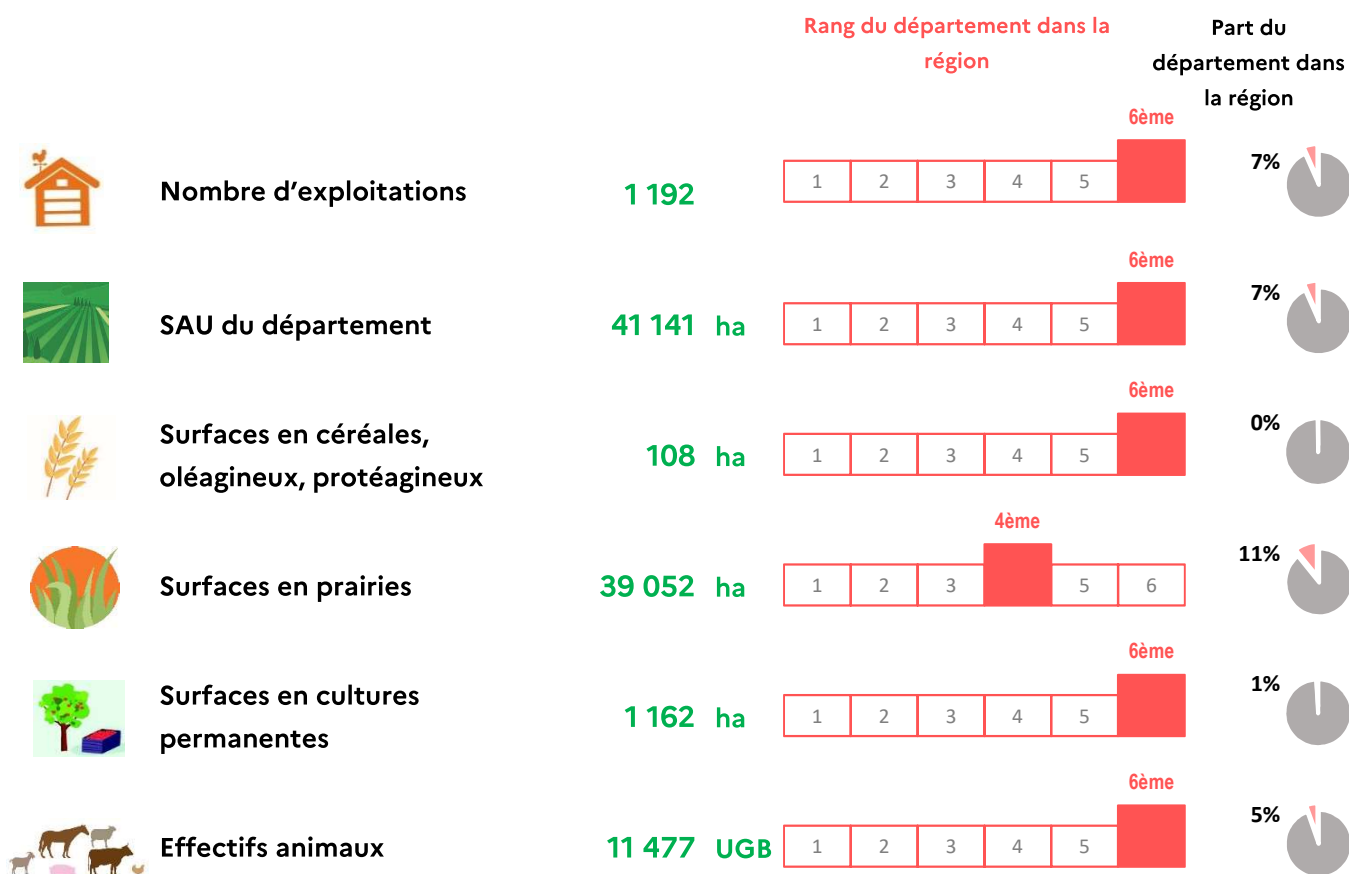 Rang du département dans la
région
Part du
département dans
la région
Nombre d'exploitations
1 192
6ème
1 2 3 4 5
7%
SAU du département
41 141 ha
6ème
1 2 3 4 5
7%
Surfaces en céréales,
oléagineux, protéagineux
108 ha
6ème
1 2 3 4 5
0%
Surfaces en prairies
39 052 ha
4ème
1 2 3 5 6
11%
Surfaces en cultures
permanentes
1 162 ha
6ème
1 2 3 4 5
1%
Effectifs animaux
11 477 UGB
6ème
1 2 3 4 5
5%